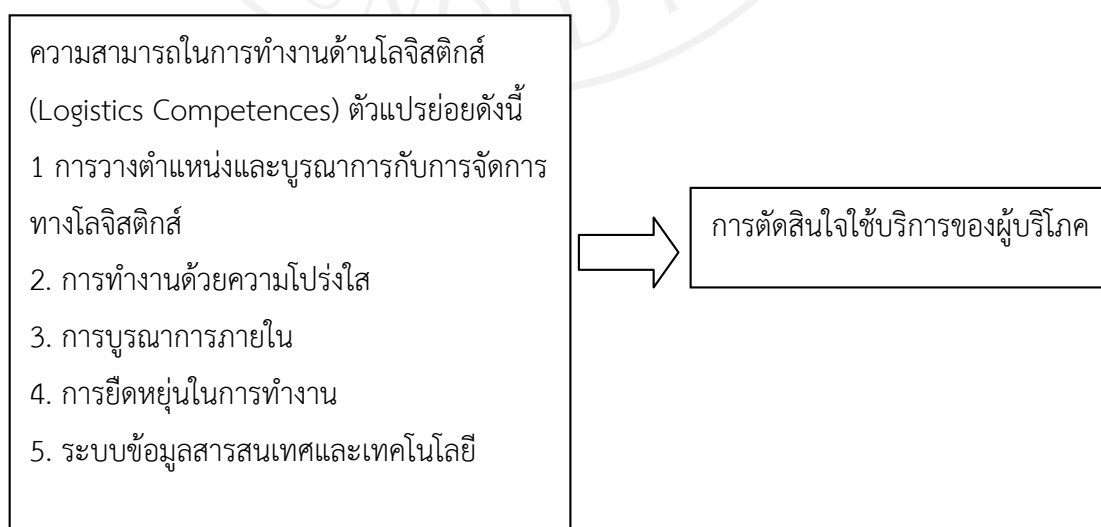 ความสามารถในการทำงานด้านโลจิสติกส์
(Logistics Competences) ตัวแปรย่อยดังนี้
1 การวางตำแหน่งและบูรณาการกับการจัดการ
ทางโลจิสติกส์
2. การทำงานด้วยความโปร่งใส
3. การบูรณาการภายใน
4. การยืดหยุ่นในการทำงาน
5. ระบบข้อมูลสารสนเทศและเทคโนโลยี
การตัดสินใจใช้บริการของผู้บริโภค